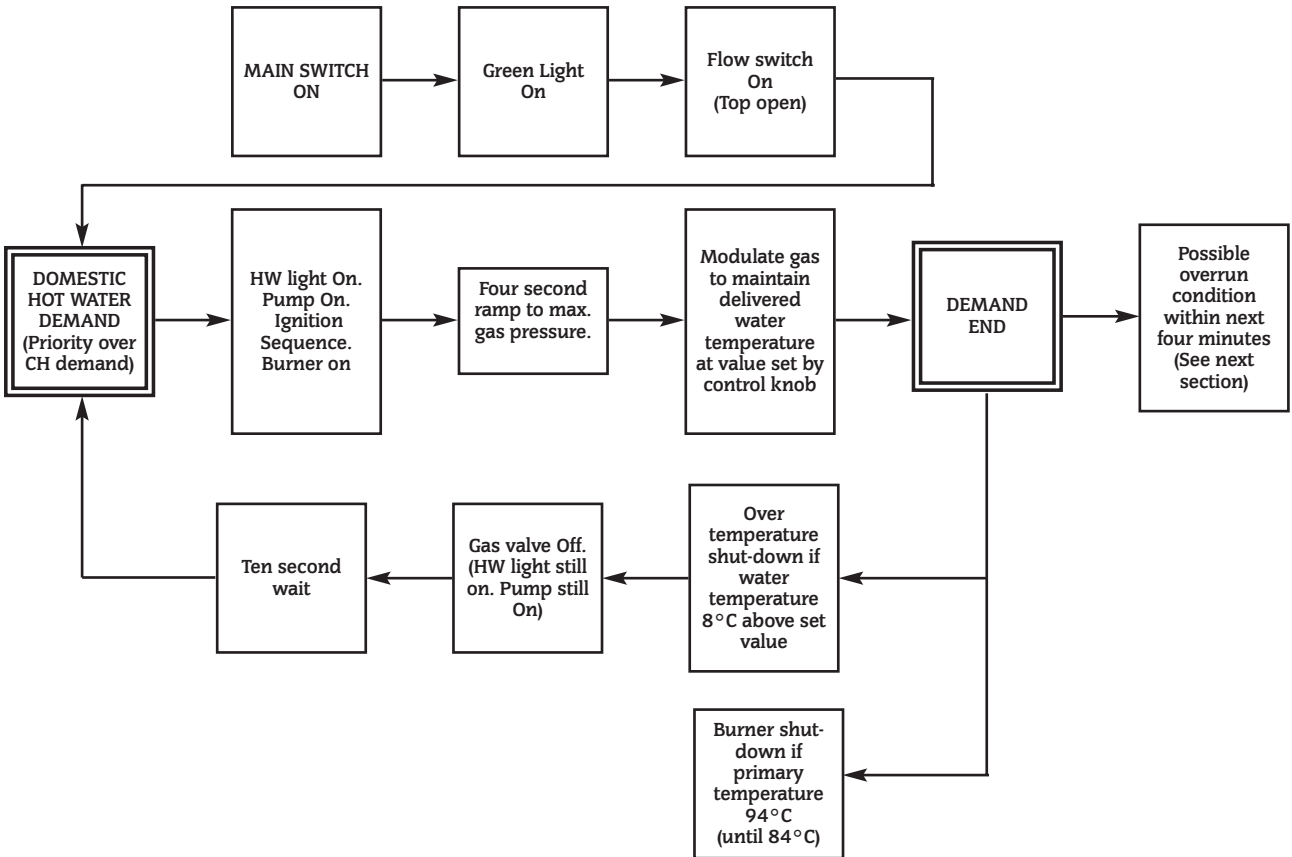 MAIN SWITCH
ON
Green Light
On
Flow switch
On
(Top open)
DOMESTIC
HOT WATER
DEMAND
(Priority over
CH demand)
HW light On.
Pump On.
Ignition
Sequence.
Burner on
Four second
ramp to max.
gas pressure.
Modulate gas
to maintain
delivered
water
temperature
at value set by
control knob
DEMAND
END
Possible
overrun
condition
within next
four minutes
(See next
section)
Ten second
wait
Gas valve Off.
(HW light still
on. Pump still
On)
Over
temperature
shut-down if
water
temperature
8°C above set
value
Burner shut-
down if
primary
temperature
94°C
(until 84°C)